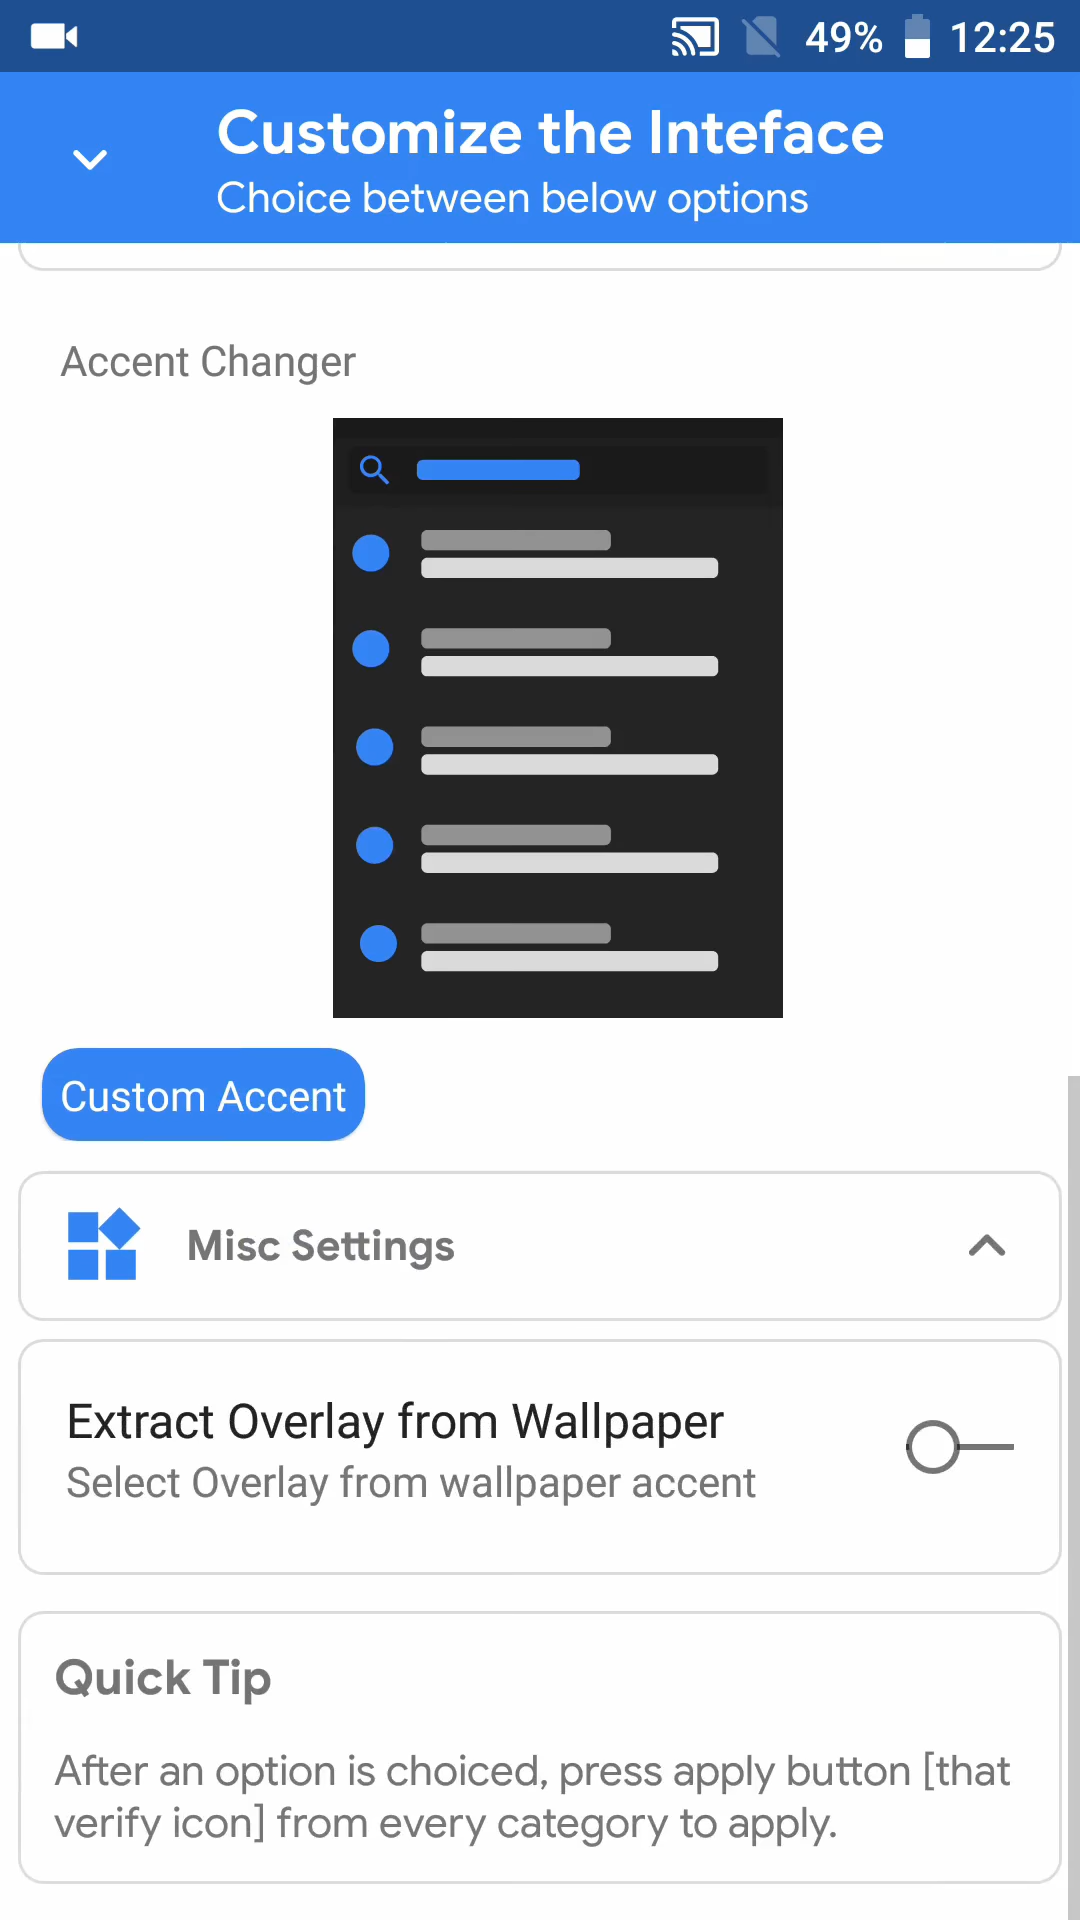 49% 12:25
Customize the Inteface
Choice between below options
Accent Changer
Custom Accent
Misc Settings
Extract Overlay from Wallpaper
Select Overlay from wallpaper accent
Quick Tip
After an option is choiced, press apply button [that
verify icon] from every category to apply.